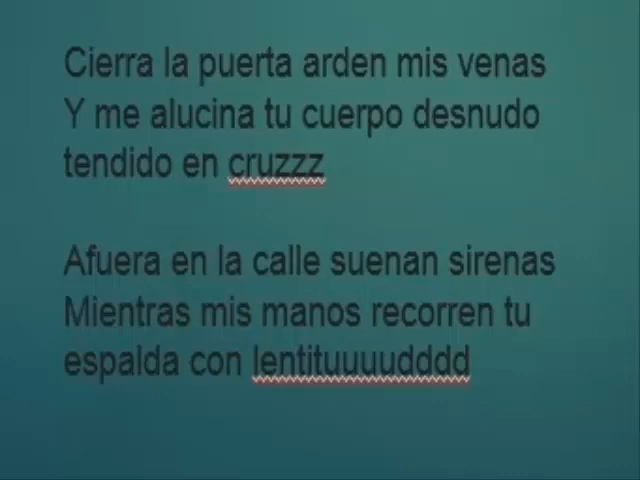 Cierra la puerta arden mis venas
Y me alucina tu cuerpo desnudo
tendido en cruzzz
Afuera en la calle suenan sirenas
Mientras mis manos recorren tu
espalda con lentituuuudddd